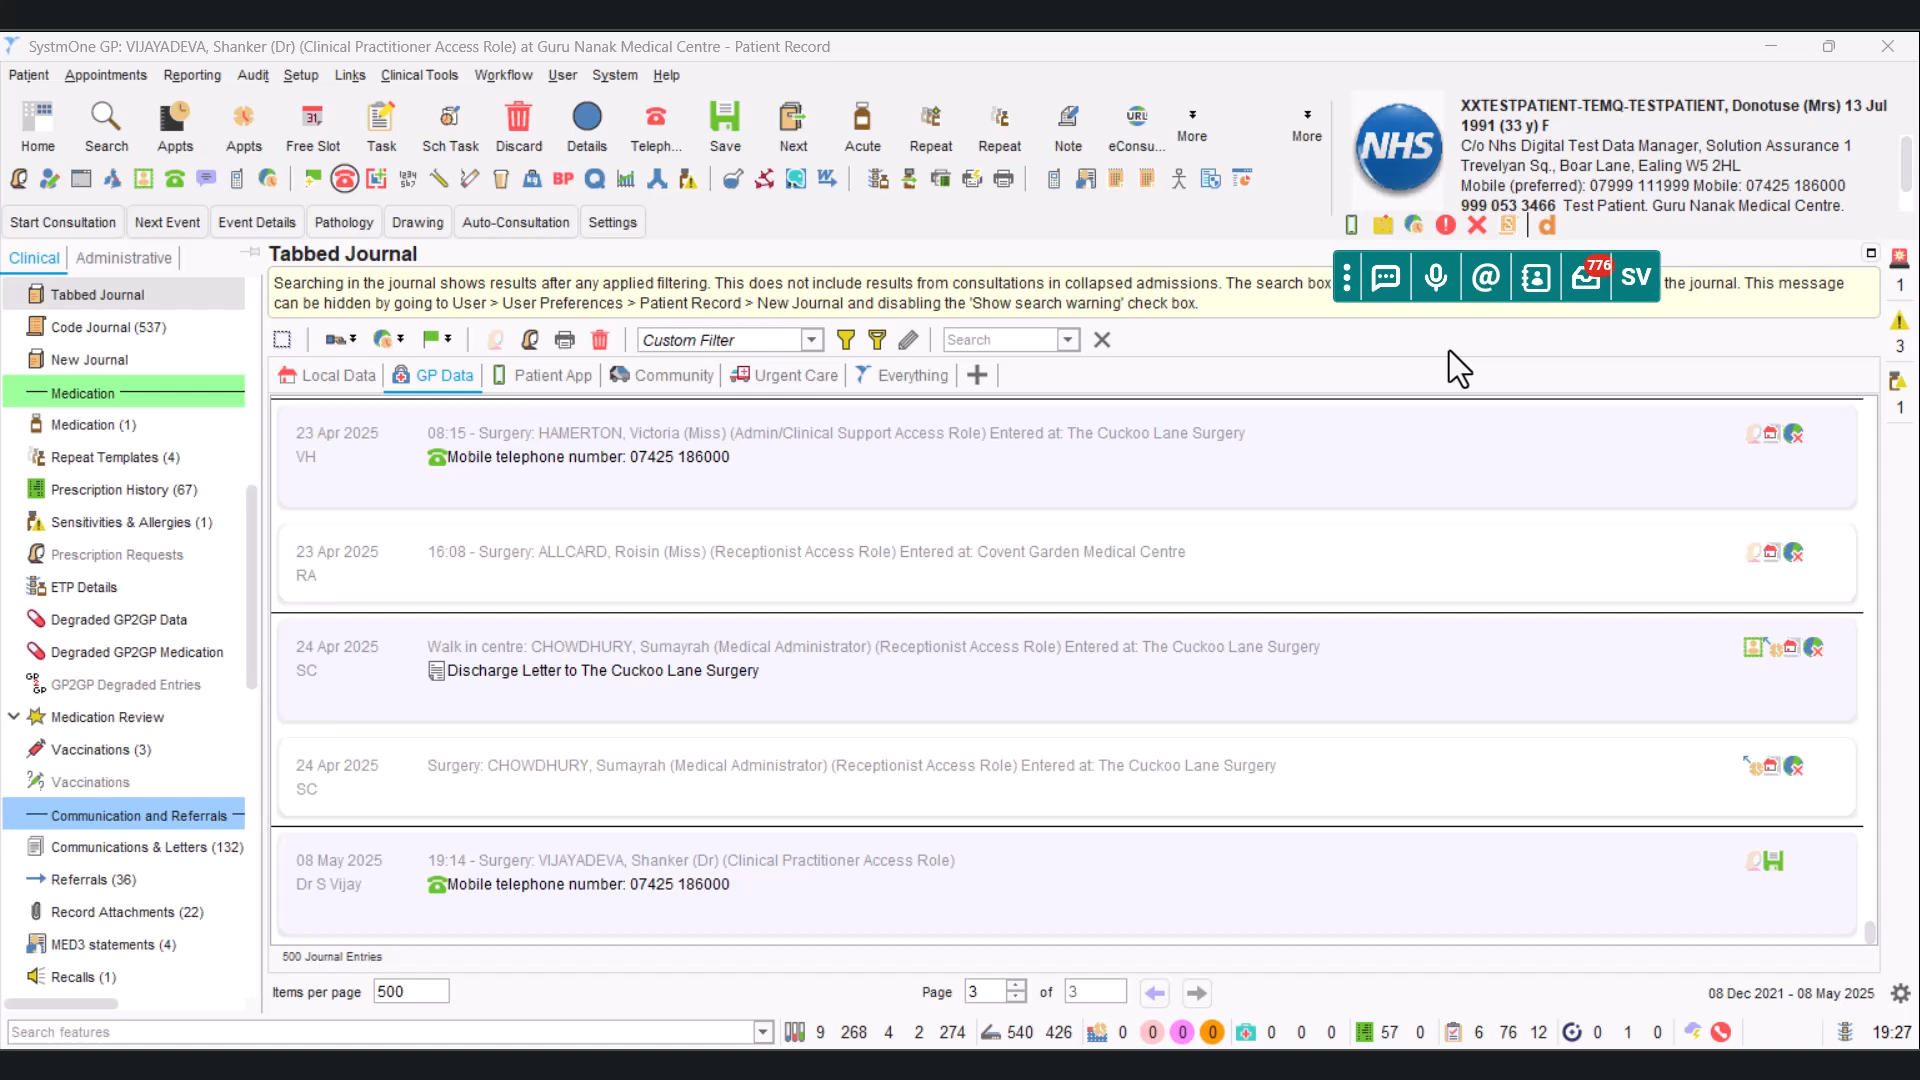 SystmOne GP: VIJAYADEVA, Shanker (Dr) (Clinical Practitioner Access Role) at Guru Nanak Medical Centre - Patient Record
Patient Appointments Reporting Audit Setup Links Clinical Tools Workflow User System Help
Home Search Appts Appts Free Slot Task Sch Task Discard Details Teleph... Save Next Acute Repeat Repeat Note eConsu... More More
NHS
XXTESTPATIENT-TEMQ-TESTPATIENT, Donotuse (Mrs) 13 Jul
1991 (33 y) F
C/o Nhs Digital Test Data Manager, Solution Assurance 1
Trevelyan Sq., Boar Lane, Ealing W5 2HL
Mobile (preferred): 07999 111999 Mobile: 07425 186000
999 053 3466 Test Patient. Guru Nanak Medical Centre.
Start Consultation Next Event Event Details Pathology Drawing Auto-Consultation Settings
Clinical Administrative
Tabbed Journal
Searching in the journal shows results after any applied filtering. This does not include results from consultations in collapsed admissions. The search box the journal. This message
can be hidden by going to User > User Preferences > Patient Record > New Journal and disabling the 'Show search warning' check box.
776
SV
Custom Filter
Search
Local Data GP Data Patient App Community Urgent Care Everything
Tabbed Journal
Code Journal (537)
New Journal
Medication
Medication (1)
Repeat Templates (4)
Prescription History (67)
Sensitivities & Allergies (1)
Prescription Requests
ETP Details
Degraded GP2GP Data
Degraded GP2GP Medication
GP2GP Degraded Entries
Medication Review
Vaccinations (3)
Vaccinations
Communication and Referrals
Communications & Letters (132)
Referrals (36)
Record Attachments (22)
MED3 statements (4)
Recalls (1)
23 Apr 2025 08:15 - Surgery: HAMERTON, Victoria (Miss) (Admin/Clinical Support Access Role) Entered at: The Cuckoo Lane Surgery
VH Mobile telephone number: 07425 186000
23 Apr 2025 16:08 - Surgery: ALLCARD, Roisin (Miss) (Receptionist Access Role) Entered at: Covent Garden Medical Centre
RA
24 Apr 2025 Walk in centre: CHOWDHURY, Sumayrah (Medical Administrator) (Receptionist Access Role) Entered at: The Cuckoo Lane Surgery
SC Discharge Letter to The Cuckoo Lane Surgery
24 Apr 2025 Surgery: CHOWDHURY, Sumayrah (Medical Administrator) (Receptionist Access Role) Entered at: The Cuckoo Lane Surgery
SC
08 May 2025 19:14 - Surgery: VIJAYADEVA, Shanker (Dr) (Clinical Practitioner Access Role)
Dr S Vijay Mobile telephone number: 07425 186000
1
3
1
500 Journal Entries
Items per page 500 Page 3 of 3 08 Dec 2021 - 08 May 2025
Search features 9 268 4 2 274 540 426 0 0 0 0 0 0 0 57 0 6 76 12 0 1 0 19:27